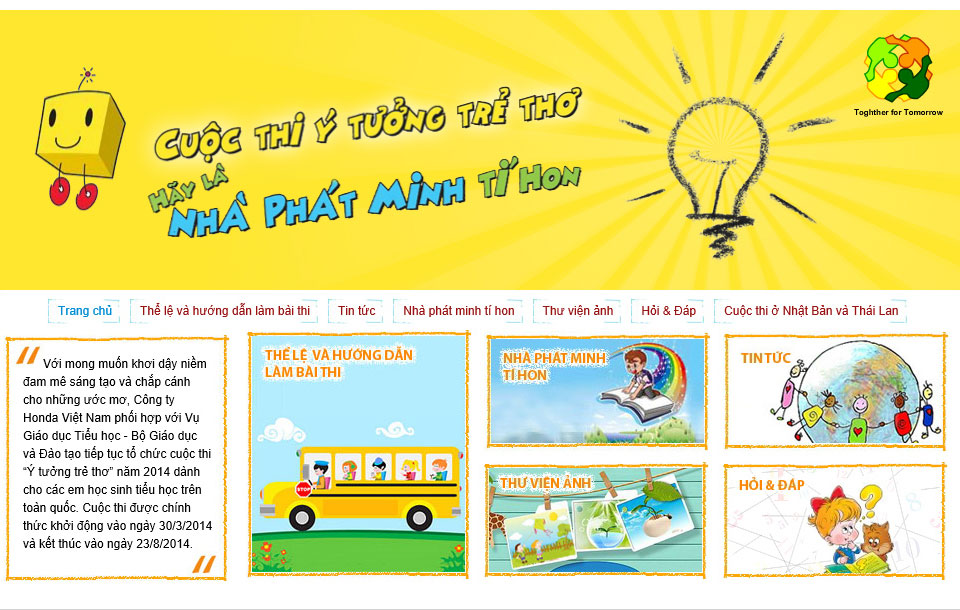 Toghther for Tomorrow
CUỘC THI Ý TƯỞNG TRẺ THƠ
HÃY LÀ
NHÀ PHÁT MINH TÍ HON
Trang chủ
Thể lệ và hướng dẫn làm bài thi
Tin tức
Nhà phát minh tí hon
Thư viện ảnh
Hỏi & Đáp
Cuộc thi ở Nhật Bản và Thái Lan
“ Với mong muốn khơi dậy niềm
đam mê sáng tạo và chắp cánh
cho những ước mơ, Công ty
Honda Việt Nam phối hợp với Vụ
Giáo dục Tiểu học - Bộ Giáo dục
và Đào tạo tiếp tục tổ chức cuộc thi
“Ý tưởng trẻ thơ” năm 2014 dành
cho các em học sinh tiểu học trên
toàn quốc. Cuộc thi được chính
thức khởi động vào ngày 30/3/2014
và kết thúc vào ngày 23/8/2014. ”
THỂ LỆ VÀ HƯỚNG DẪN
LÀM BÀI THI
STOP
NHÀ PHÁT MINH
TÍ HON
TIN TỨC
THƯ VIỆN ẢNH
HỎI & ĐÁP